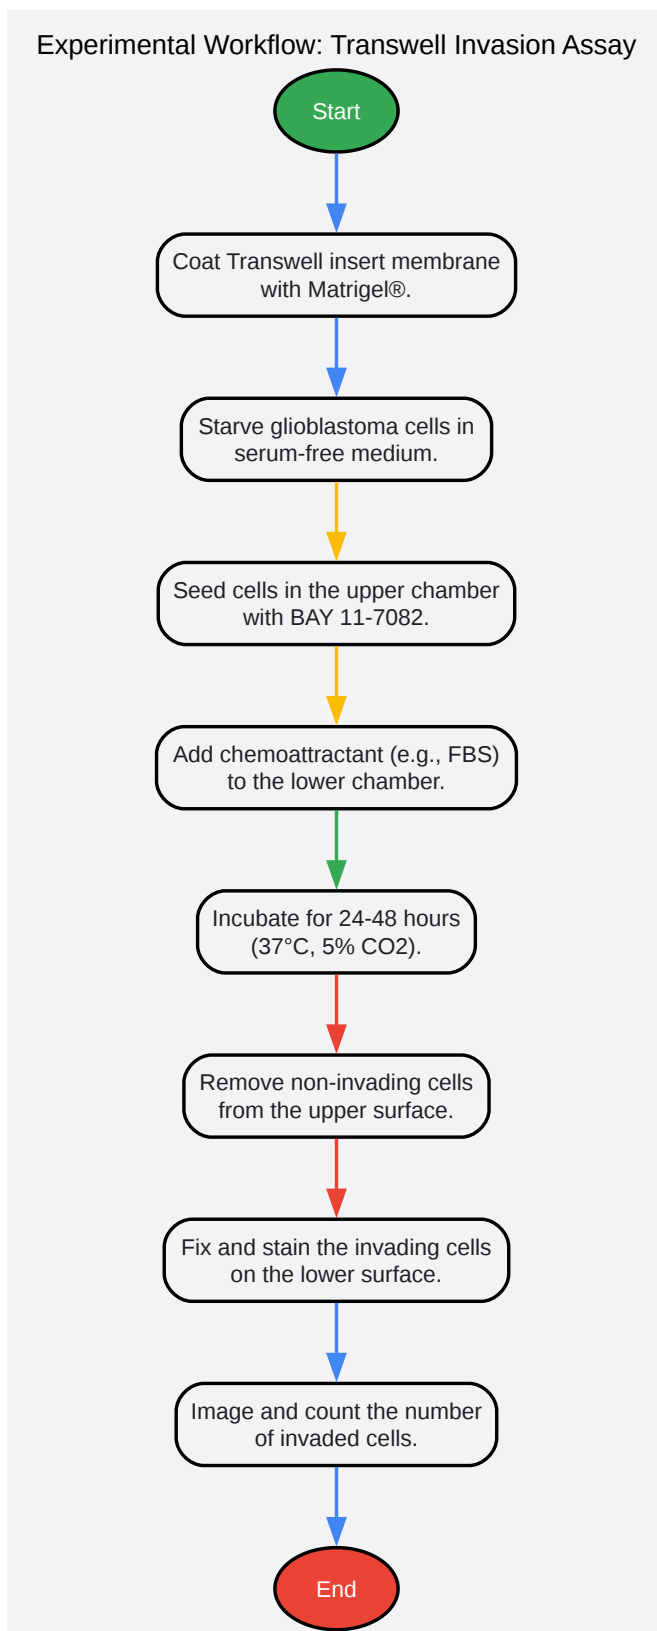 Experimental Workflow: Transwell Invasion Assay
Start
Coat Transwell insert membrane
with Matrigel®.
Starve glioblastoma cells in
serum-free medium.
Seed cells in the upper chamber
with BAY 11-7082.
Add chemoattractant (e.g., FBS)
to the lower chamber.
Incubate for 24-48 hours
(37°C, 5% CO2).
Remove non-invading cells
from the upper surface.
Fix and stain the invading cells
on the lower surface.
Image and count the number
of invaded cells.
End